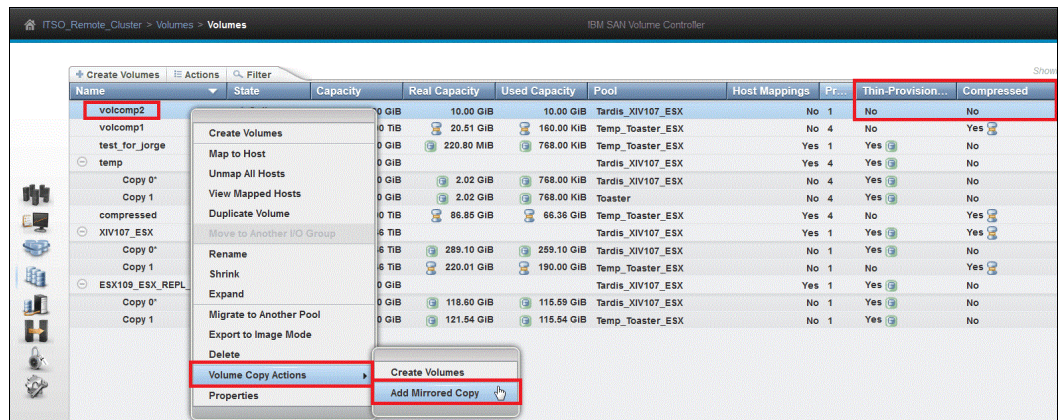 ITSO_Remote_Cluster > Volumes > Volumes IBM SAN Volume Controller
Create Volumes Actions Filter Show
Name State Capacity Real Capacity Used Capacity Pool Host Mappings Pr... Thin-Provision... Compressed
volcomp2 0 GiB 10.00 GiB 10.00 GiB Tardis_XIV107_ESX No 1 No No
volcomp1 0 TiB 20.51 GiB 160.00 KiB Temp_Toaster_ESX No 4 No Yes
test_for_jorge 0 GiB 220.80 MiB 768.00 KiB Tardis_XIV107_ESX Yes 1 Yes No
temp 0 GiB Tardis_XIV107_ESX Yes 4 Yes No
Copy 0* 0 GiB 2.02 GiB 768.00 KiB Tardis_XIV107_ESX No 4 Yes No
Copy 1 0 GiB 2.02 GiB 768.00 KiB Toaster No 4 Yes No
compressed 0 TiB 86.85 GiB 66.36 GiB Temp_Toaster_ESX Yes 4 No Yes
XIV107_ESX 6 TiB Tardis_XIV107_ESX Yes 1 Yes Yes
Copy 0* 6 TiB 289.10 GiB 259.10 GiB Tardis_XIV107_ESX No 1 Yes No
Copy 1 6 TiB 220.01 GiB 190.00 GiB Temp_Toaster_ESX No 1 No Yes
ESX109_ESX_REPL_ 0 GiB Tardis_XIV107_ESX Yes 1 Yes No
Copy 0* 0 GiB 118.60 GiB 115.59 GiB Tardis_XIV107_ESX No 1 Yes No
Copy 1 0 GiB 121.54 GiB 115.54 GiB Temp_Toaster_ESX No 1 Yes No
Create Volumes
Map to Host
Unmap All Hosts
View Mapped Hosts
Duplicate Volume
Move to Another I/O Group
Rename
Shrink
Expand
Migrate to Another Pool
Export to Image Mode
Delete
Volume Copy Actions
Properties
Create Volumes
Add Mirrored Copy